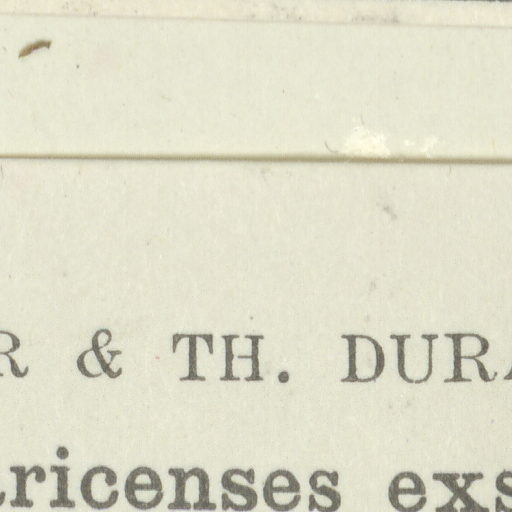 R & TH. DURA
ricenses exs